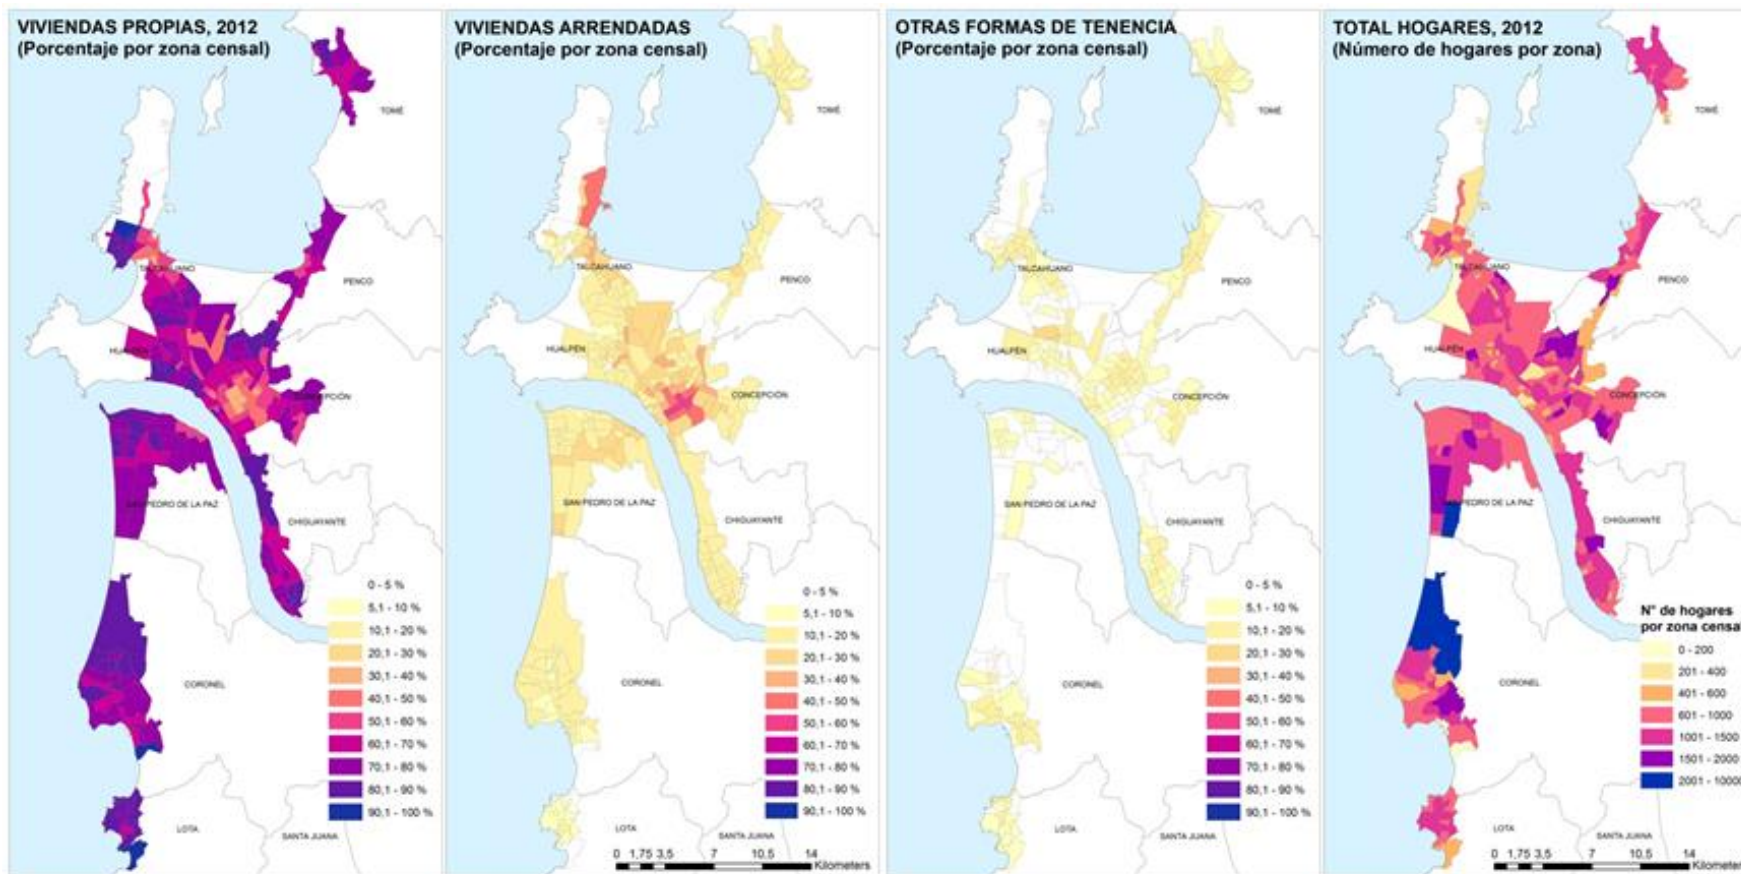 VIVIENDAS PROPIAS, 2012
(Porcentaje por zona censal)
TOMÉ
TALCAHUANO
PENCO
HUALPÉN
CONCEPCIÓN
SAN PEDRO DE LA PAZ
CHIGUAYANTE
CORONEL
LOTA
SANTA JUANA
0 - 5 %
5,1 - 10 %
10,1 - 20 %
20,1 - 30 %
30,1 - 40 %
40,1 - 50 %
50,1 - 60 %
60,1 - 70 %
70,1 - 80 %
80,1 - 90 %
90,1 - 100 %
VIVIENDAS ARRENDADAS
(Porcentaje por zona censal)
TOMÉ
TALCAHUANO
PENCO
HUALPÉN
CONCEPCIÓN
SAN PEDRO DE LA PAZ
CHIGUAYANTE
CORONEL
LOTA
SANTA JUANA
0 - 5 %
5,1 - 10 %
10,1 - 20 %
20,1 - 30 %
30,1 - 40 %
40,1 - 50 %
50,1 - 60 %
60,1 - 70 %
70,1 - 80 %
80,1 - 90 %
90,1 - 100 %
0 1,75 3,5 7 10,5 14
Kilometers
OTRAS FORMAS DE TENENCIA
(Porcentaje por zona censal)
TOMÉ
TALCAHUANO
PENCO
HUALPÉN
CONCEPCIÓN
SAN PEDRO DE LA PAZ
CHIGUAYANTE
CORONEL
LOTA
SANTA JUANA
0 - 5 %
5,1 - 10 %
10,1 - 20 %
20,1 - 30 %
30,1 - 40 %
40,1 - 50 %
50,1 - 60 %
60,1 - 70 %
70,1 - 80 %
80,1 - 90 %
90,1 - 100 %
TOTAL HOGARES, 2012
(Número de hogares por zona)
TOMÉ
TALCAHUANO
PENCO
HUALPÉN
CONCEPCIÓN
SAN PEDRO DE LA PAZ
CHIGUAYANTE
CORONEL
LOTA
SANTA JUANA
N° de hogares
por zona censal
0 - 200
201 - 400
401 - 600
601 - 1000
1001 - 1500
1501 - 2000
2001 - 10000
0 1,75 3,5 7 10,5 14
Kilometers